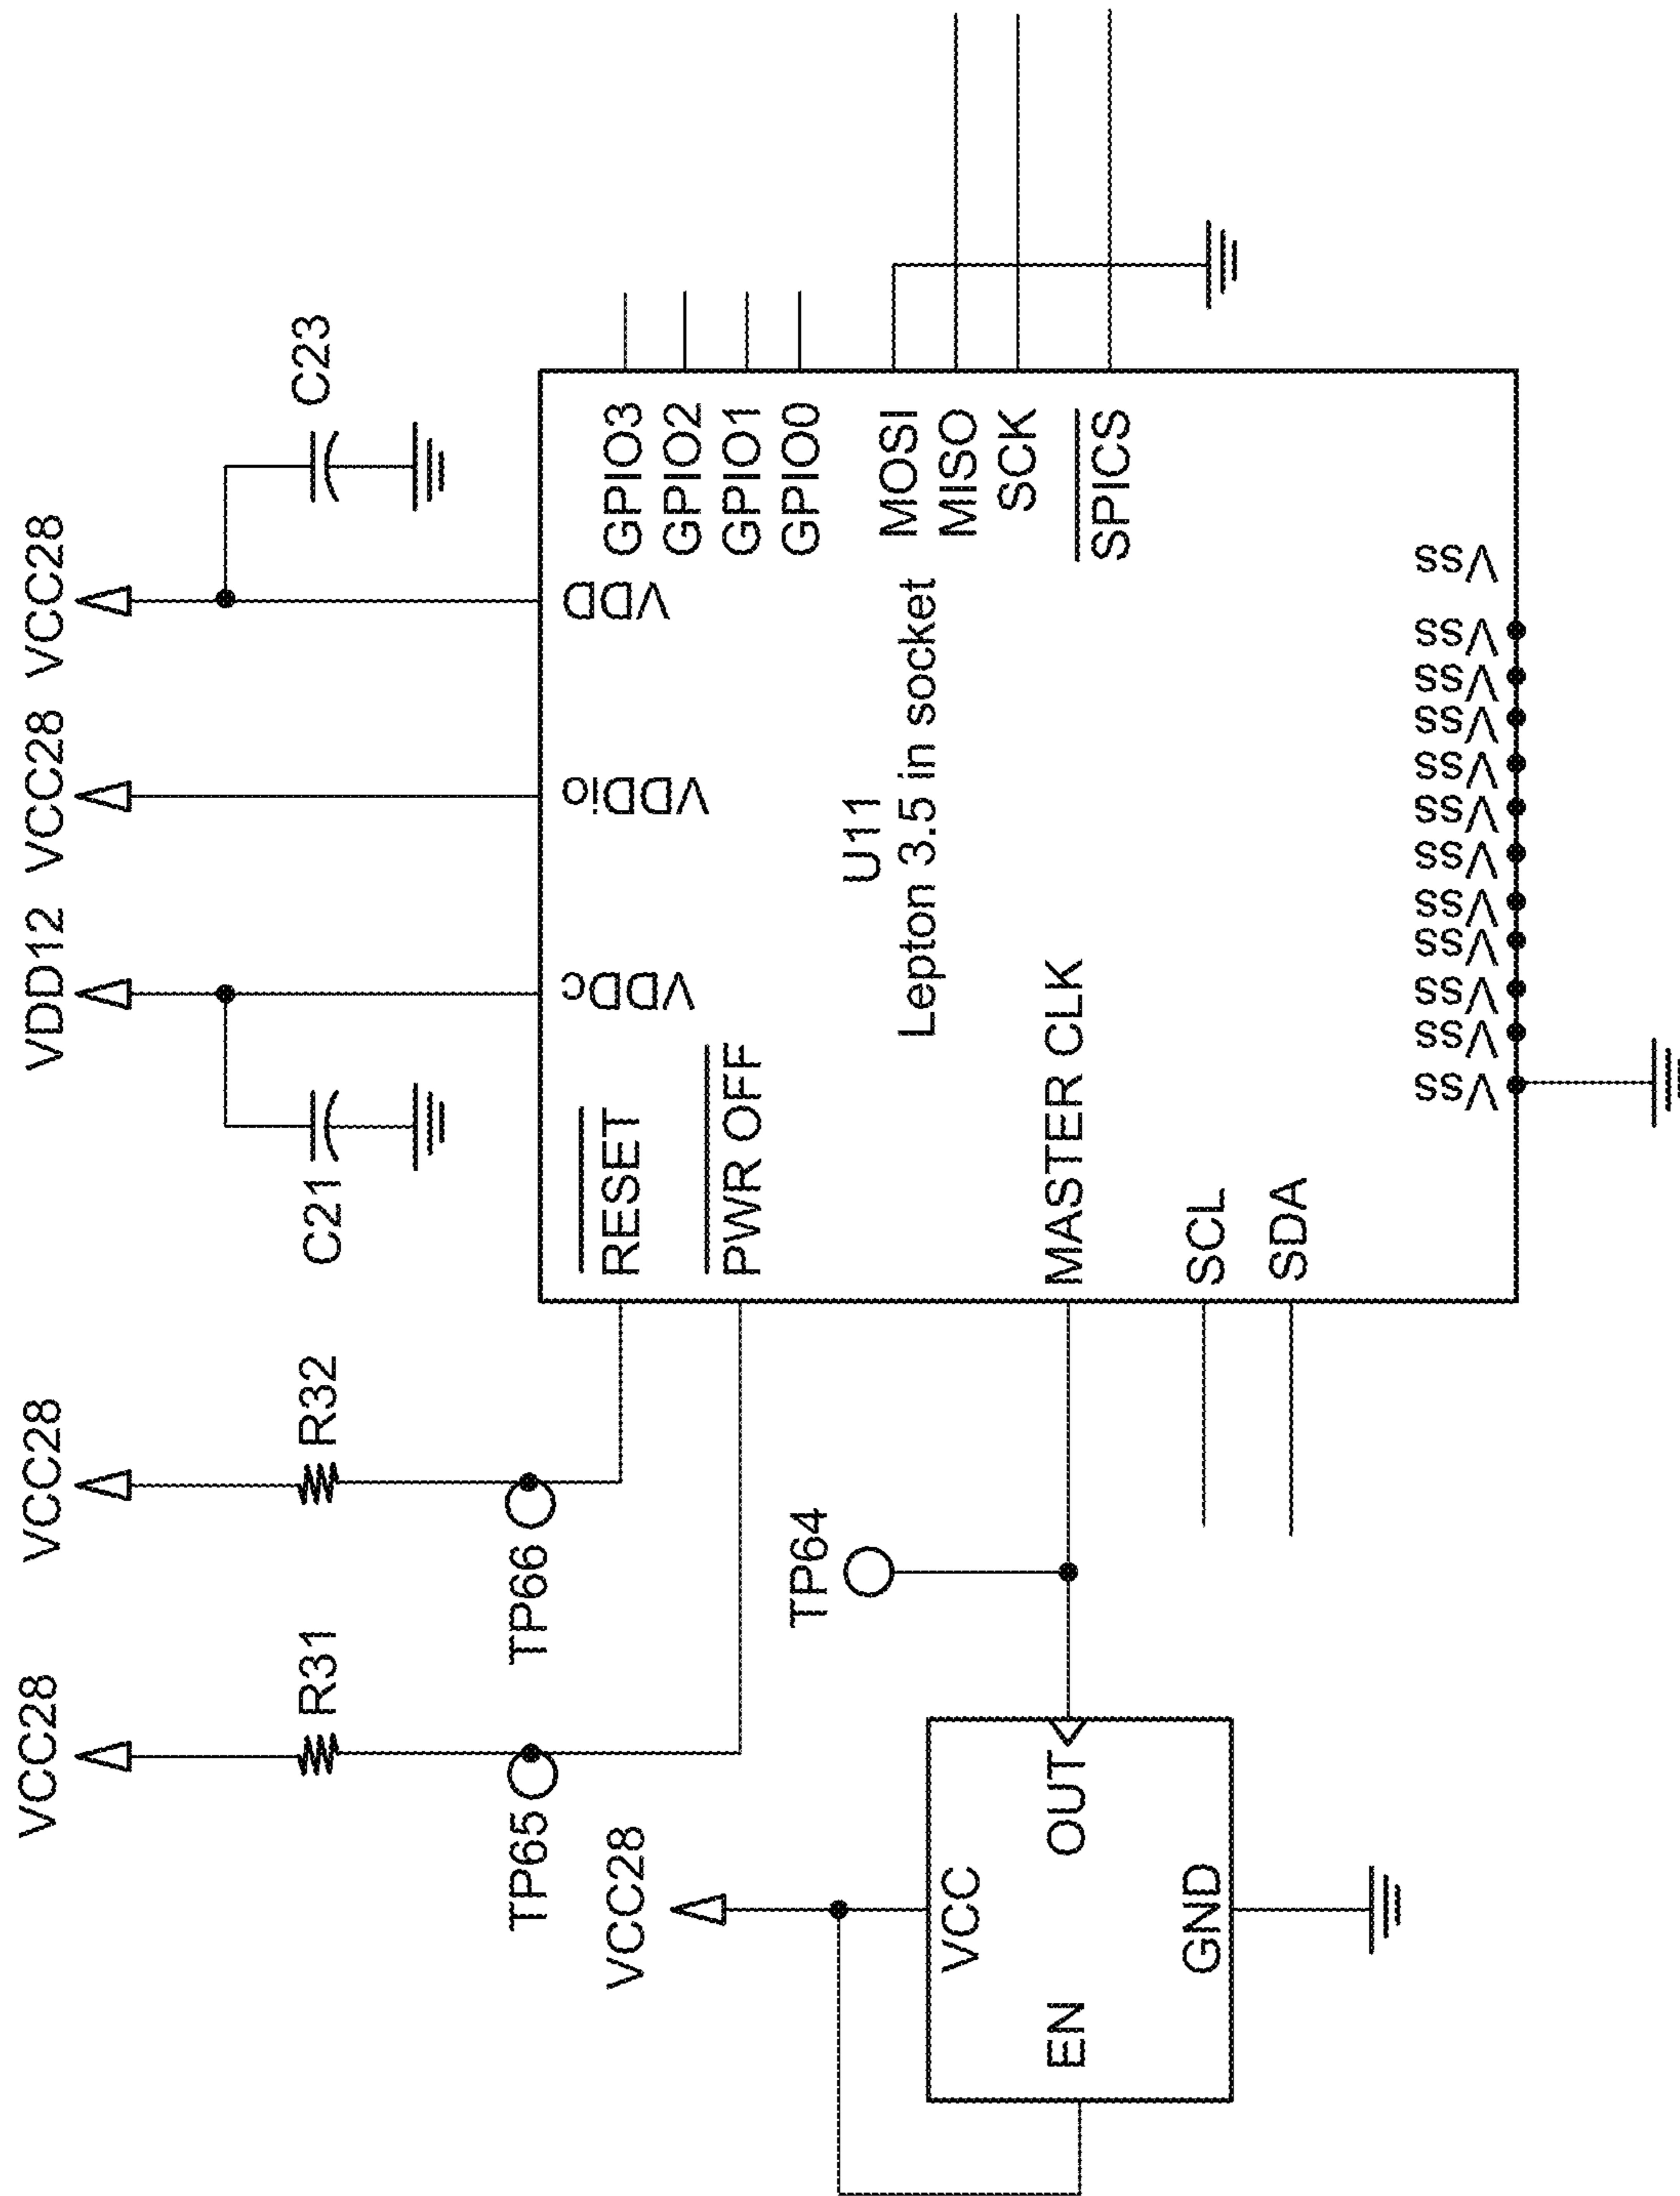 VCC28
VCC28
VDD12
VCC28
VCC28
R31
R32
C21
C23
TP65
TP66
VCC28
TP64
RESET
PWR OFF
MASTER CLK
SCL
SDA
VDDc
VDDio
VDD
U11
Lepton 3.5 in socket
GPIO3
GPIO2
GPIO1
GPIO0
MOSI
MISO
SCK
SPICS
Vss
Vss
Vss
Vss
Vss
Vss
Vss
Vss
Vss
Vss
Vss
Vss
VCC
EN
OUT
GND